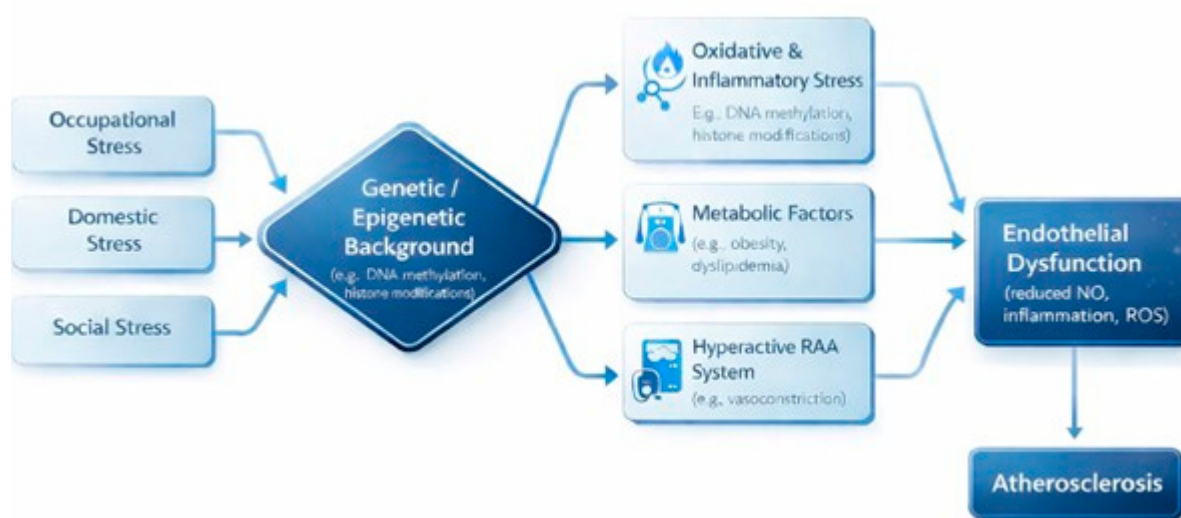 Occupational
Stress
Domestic
Stress
Social Stress
Genetic /
Epigenetic
Background
(e.g. DNA methylation,
histone modifications)
Oxidative &
Inflammatory Stress
E.g., DNA methylation,
histone modifications)
Metabolic Factors
(e.g., obesity,
dyslipidemia)
Hyperactive RAA
System
(e.g., vasoconstriction)
Endothelial
Dysfunction
(reduced NO,
inflammation, ROS)
Atherosclerosis